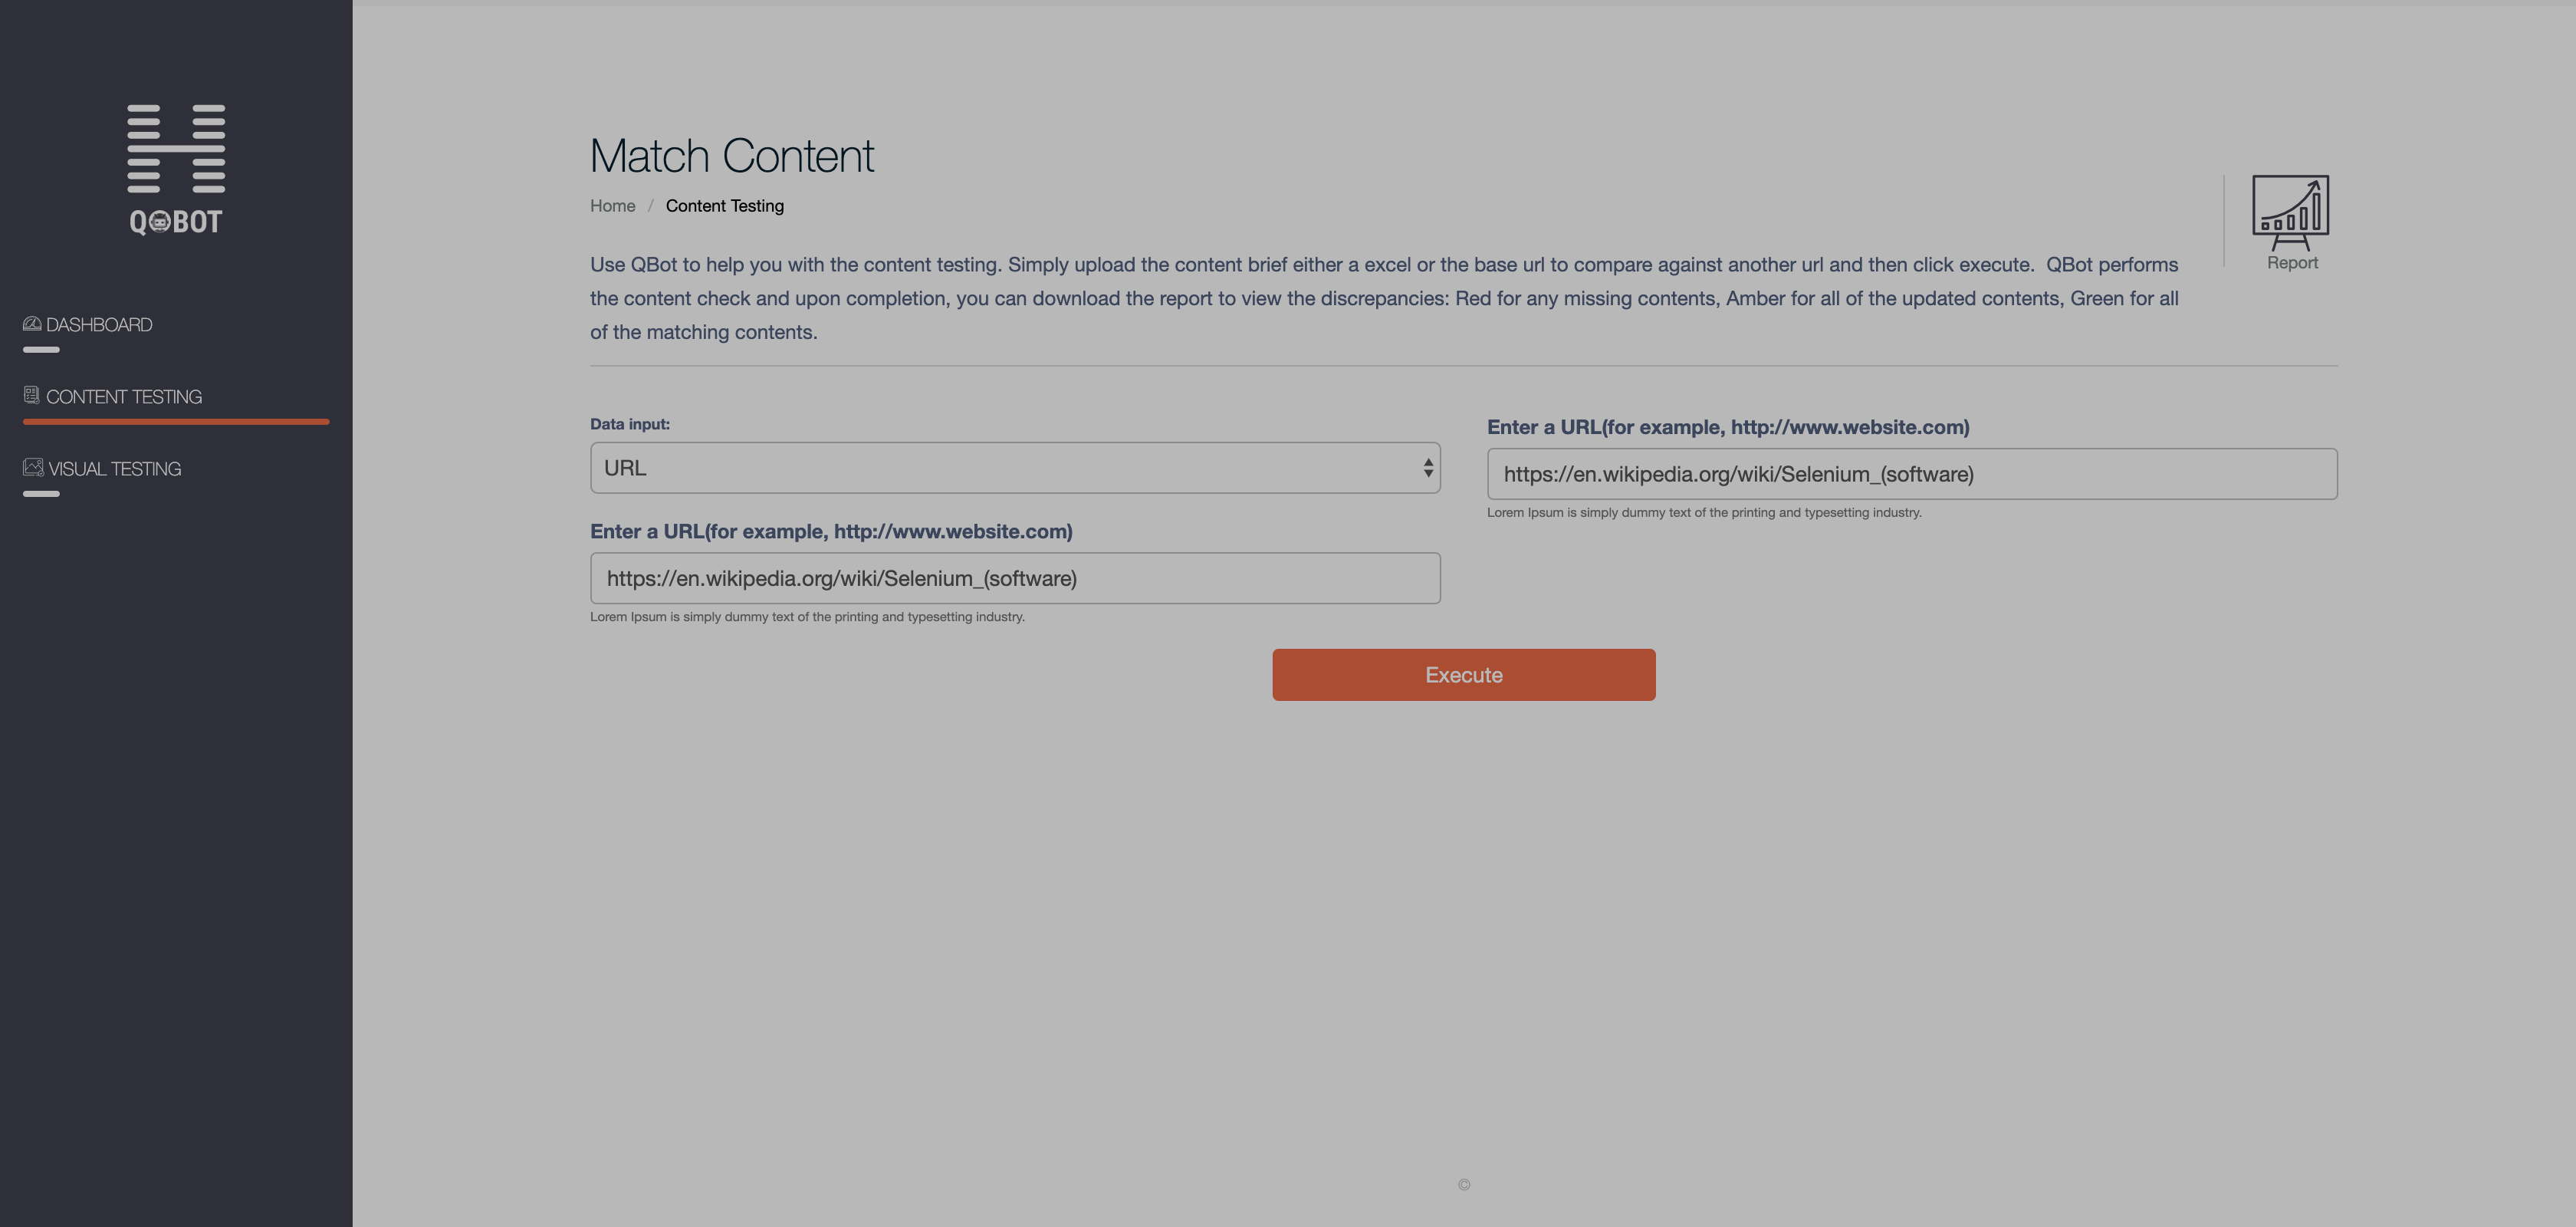 QBOT
DASHBOARD
CONTENT TESTING
VISUAL TESTING
Match Content
Home / Content Testing
Report
Use QBot to help you with the content testing. Simply upload the content brief either a excel or the base url to compare against another url and then click execute.  QBot performs
the content check and upon completion, you can download the report to view the discrepancies: Red for any missing contents, Amber for all of the updated contents, Green for all
of the matching contents.
Data input:
URL
Enter a URL(for example, http://www.website.com)
https://en.wikipedia.org/wiki/Selenium_(software)
Lorem Ipsum is simply dummy text of the printing and typesetting industry.
Enter a URL(for example, http://www.website.com)
https://en.wikipedia.org/wiki/Selenium_(software)
Lorem Ipsum is simply dummy text of the printing and typesetting industry.
Execute
©